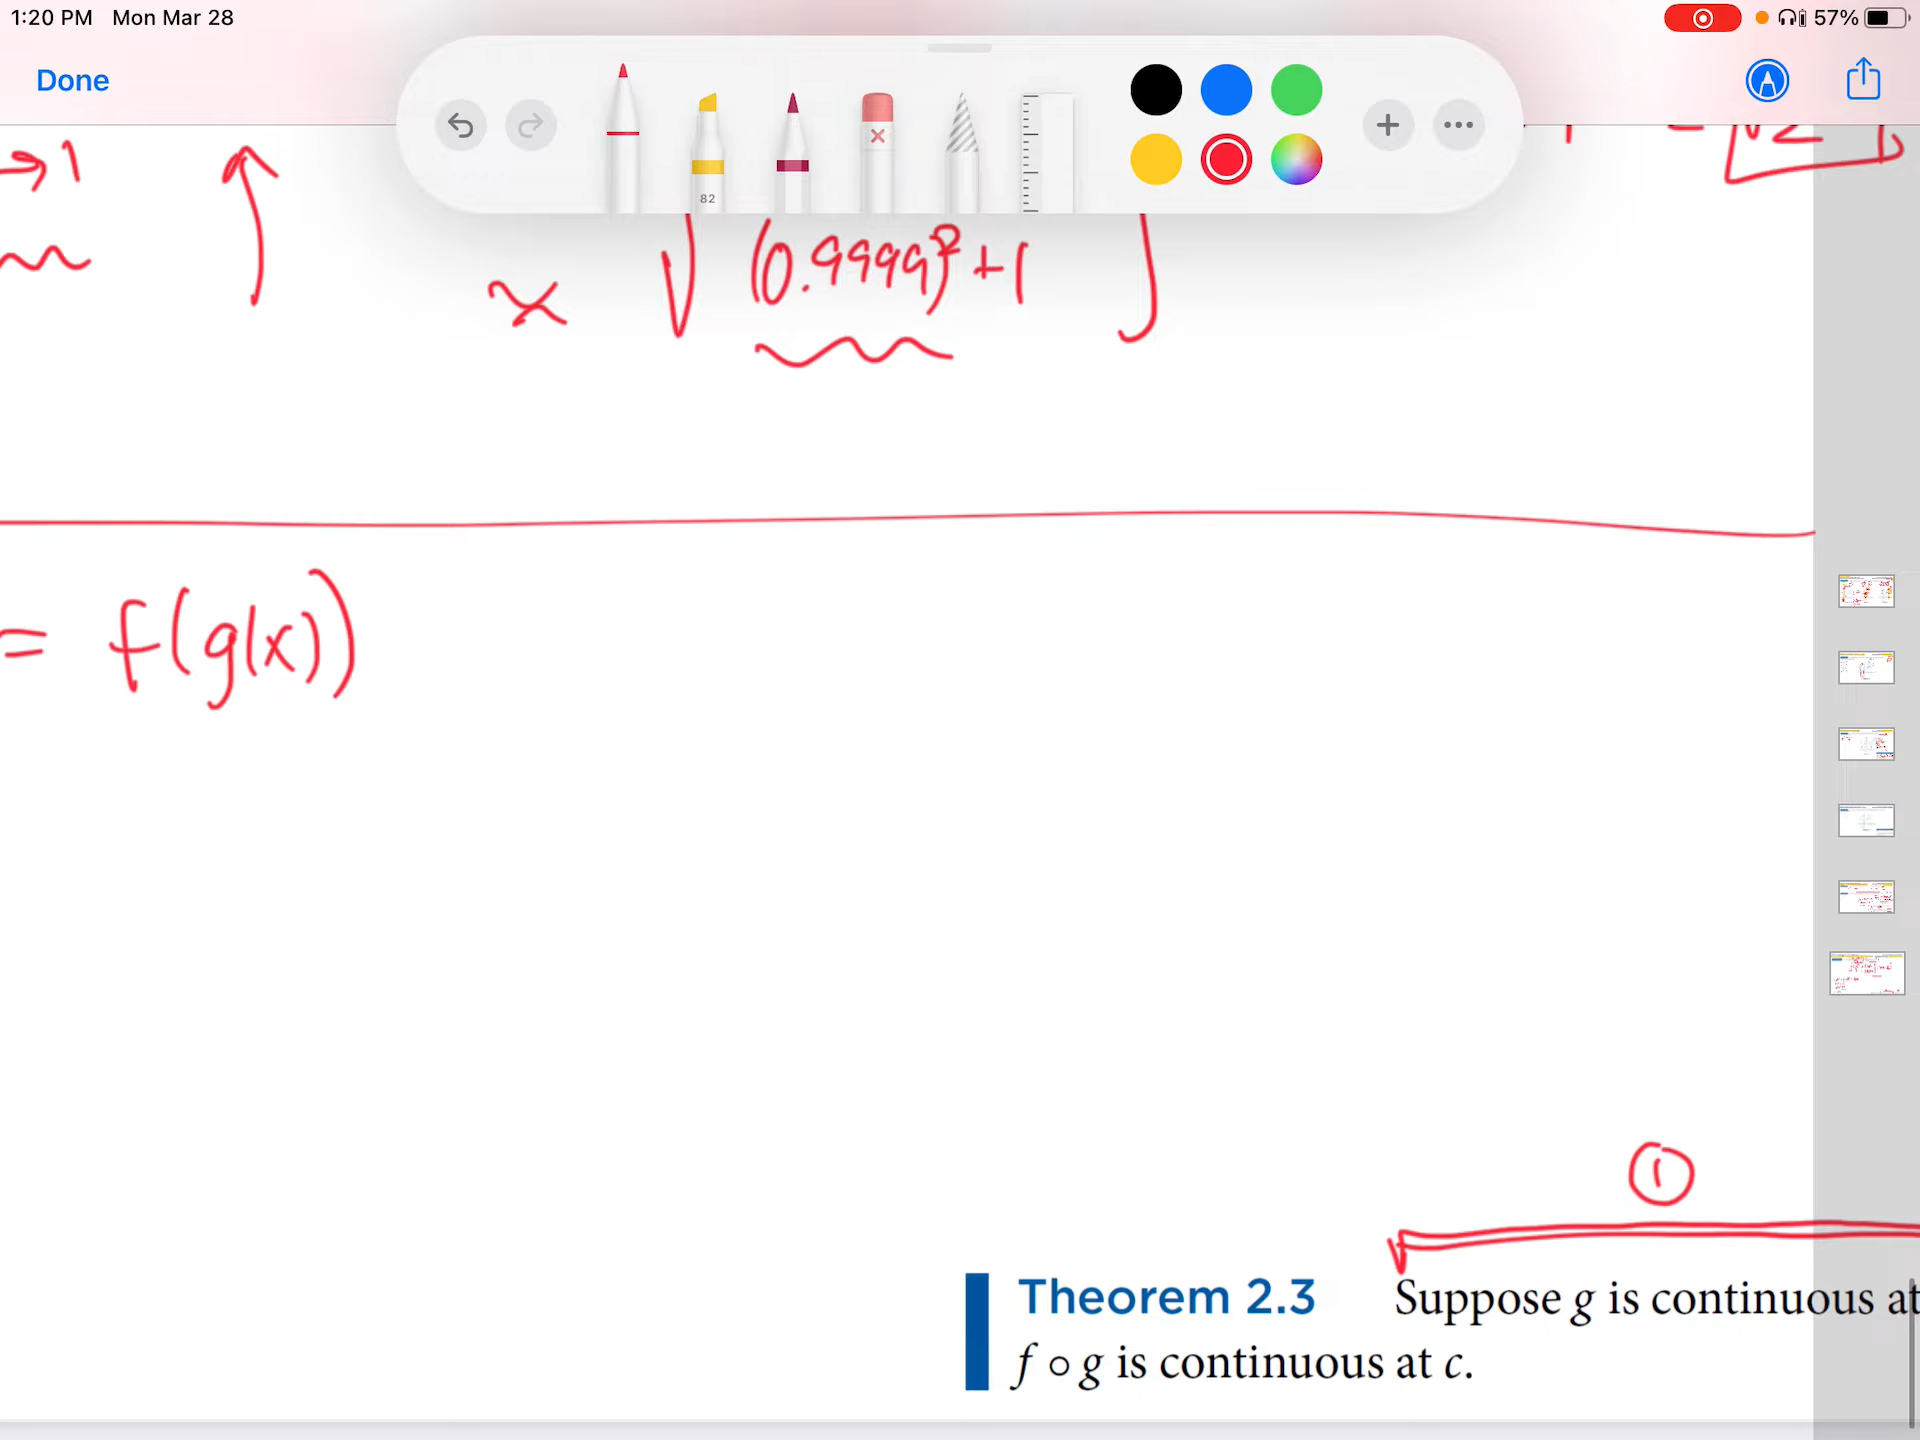 1:20 PM Mon Mar 28
57%
Done
82
→1
x √(0.9999)²+1
= f(g(x))
①
Theorem 2.3 Suppose g is continuous at
f ∘ g is continuous at c.